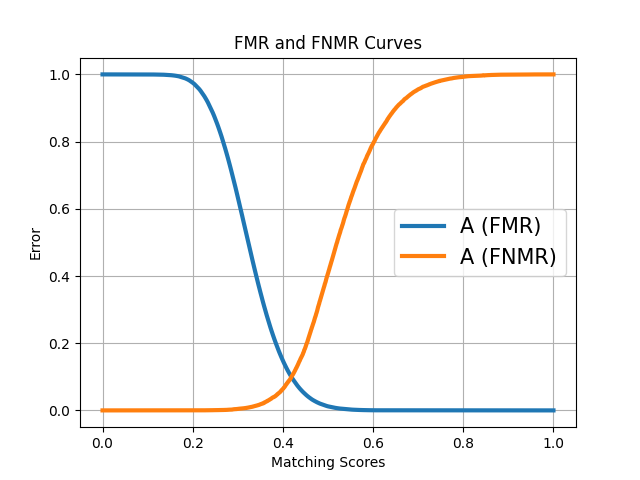 FMR and FNMR Curves
1.0
0.8
0.6
0.4
0.2
0.0
Error
A (FMR)
A (FNMR)
0.0 0.2 0.4 0.6 0.8 1.0
Matching Scores